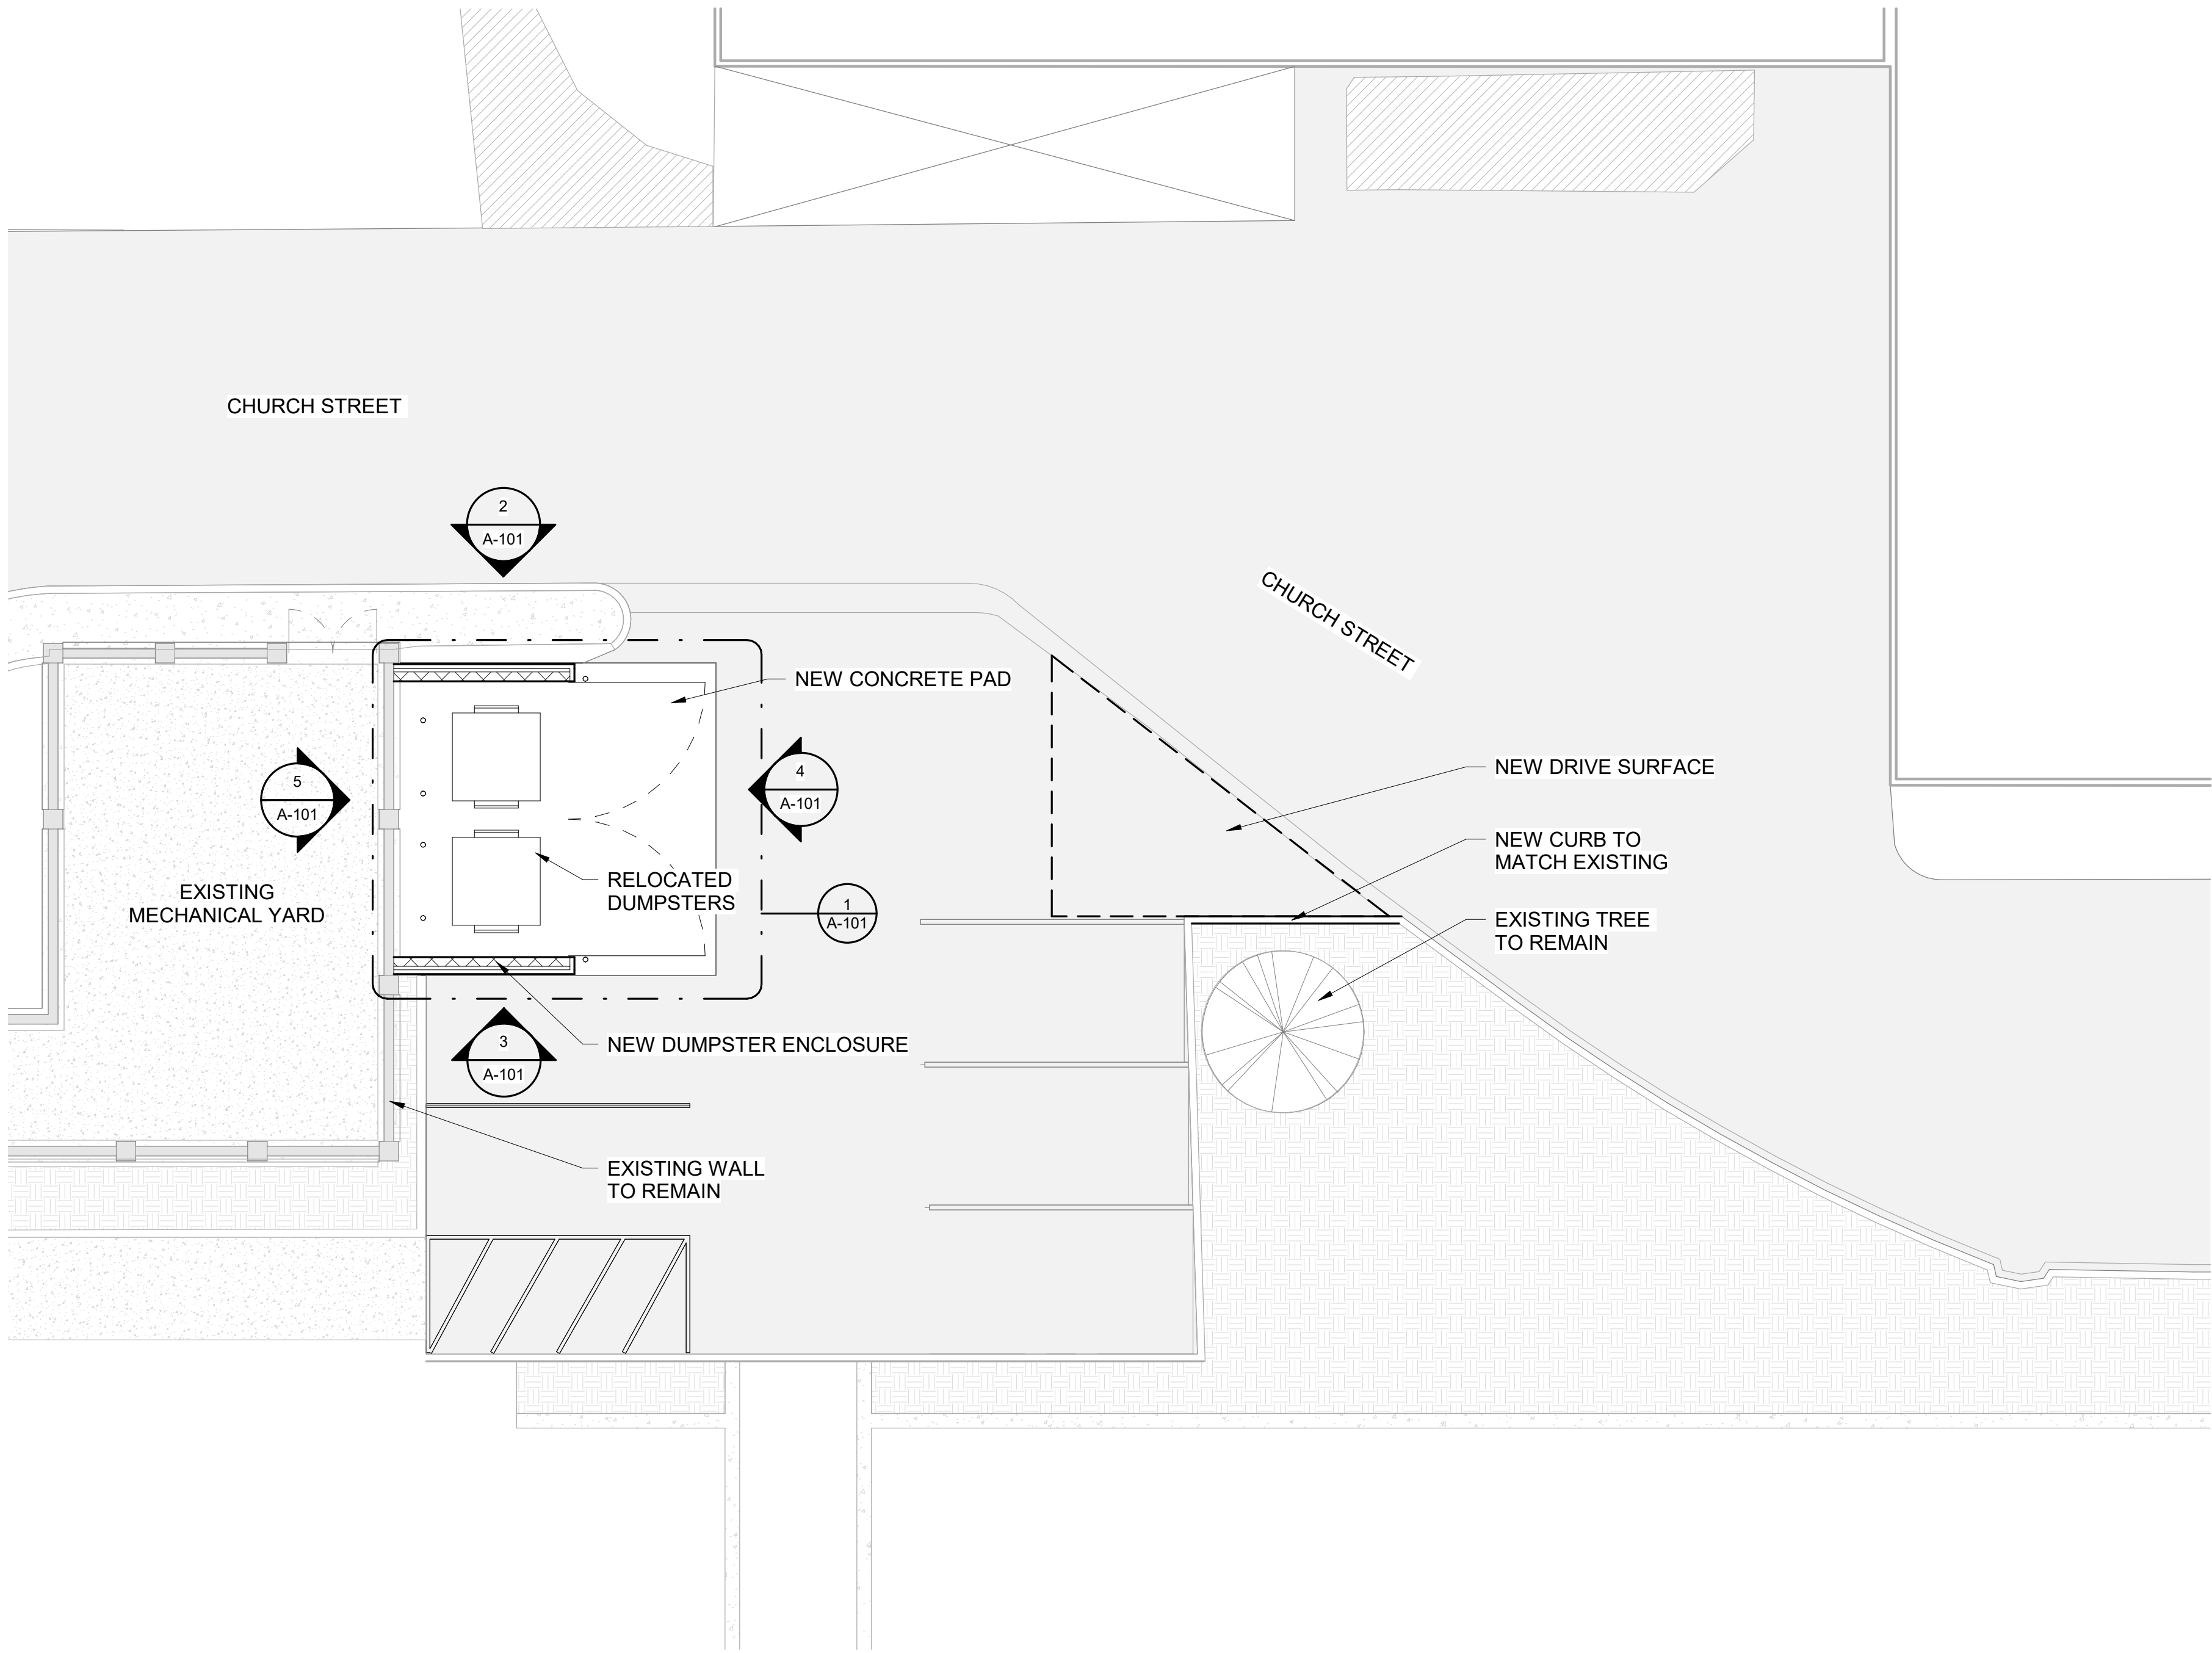 CHURCH STREET
2
A-101
CHURCH STREET
NEW CONCRETE PAD
4
A-101
5
A-101
NEW DRIVE SURFACE
NEW CURB TO
MATCH EXISTING
RELOCATED
DUMPSTERS
EXISTING
MECHANICAL YARD
1
A-101
EXISTING TREE
TO REMAIN
3
A-101
NEW DUMPSTER ENCLOSURE
EXISTING WALL
TO REMAIN